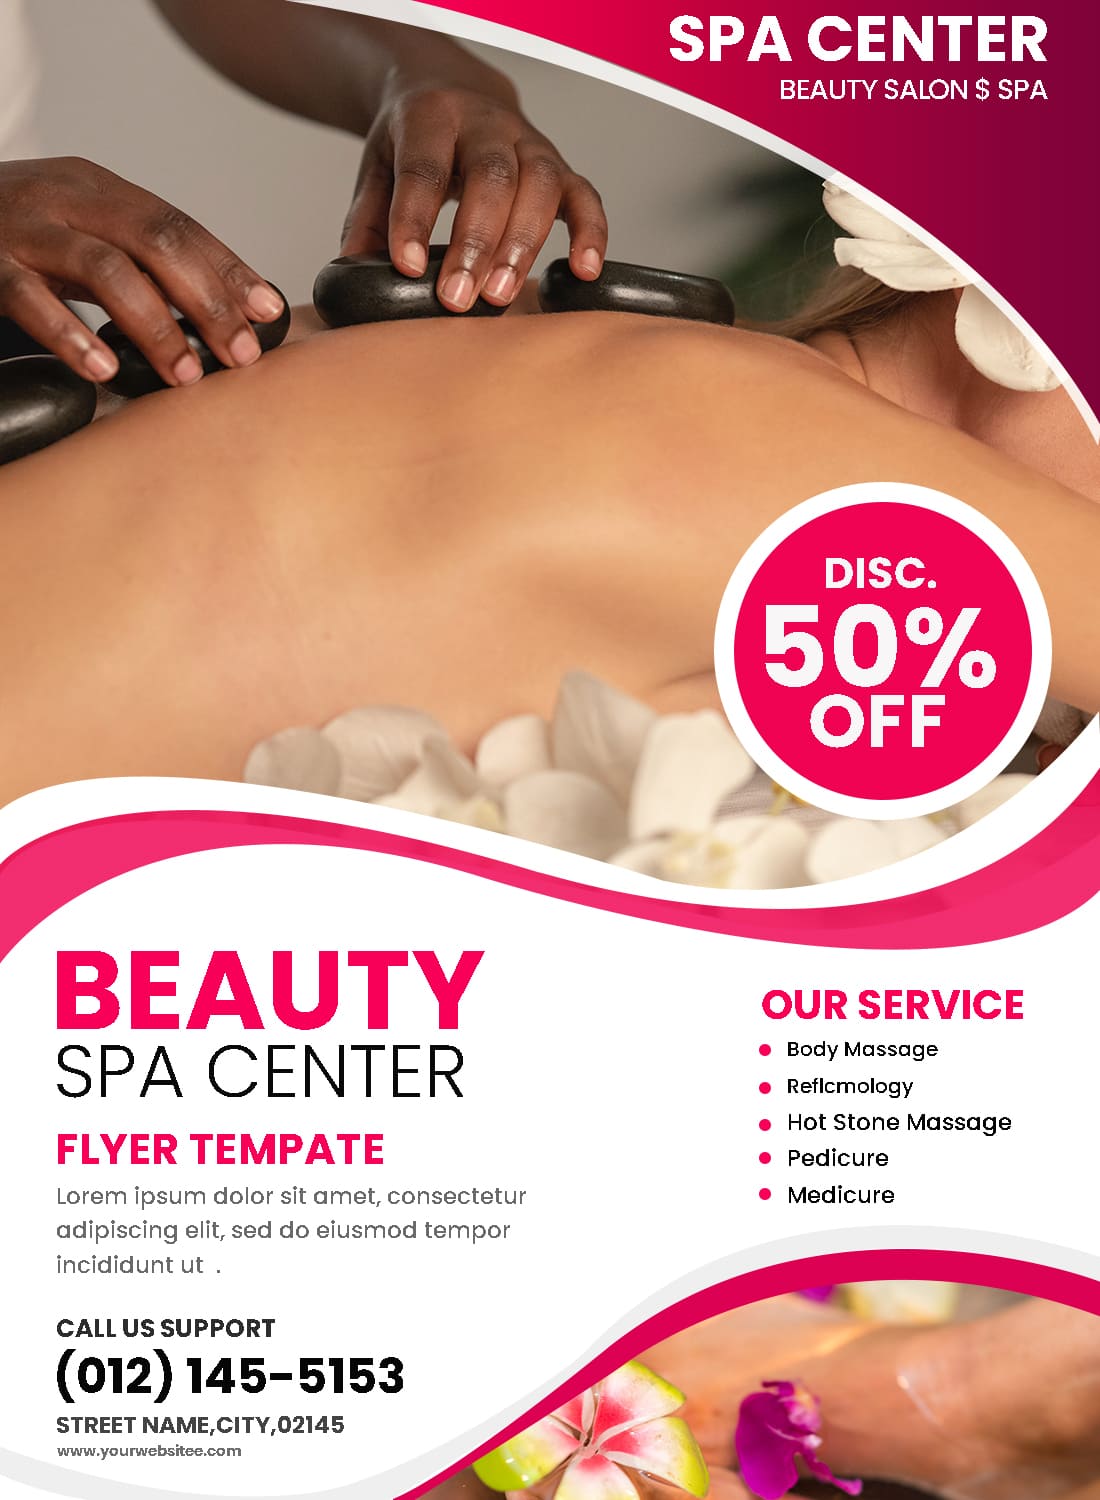 SPA CENTER
BEAUTY SALON $ SPA
DISC.
50%
OFF
BEAUTY
SPA CENTER
FLYER TEMPATE
Lorem ipsum dolor sit amet, consectetur
adipiscing elit, sed do eiusmod tempor
incididunt ut .
CALL US SUPPORT
(012) 145-5153
STREET NAME,CITY,02145
www.yourwebsitee.com
OUR SERVICE
Body Massage
Reflcmology
Hot Stone Massage
Pedicure
Medicure